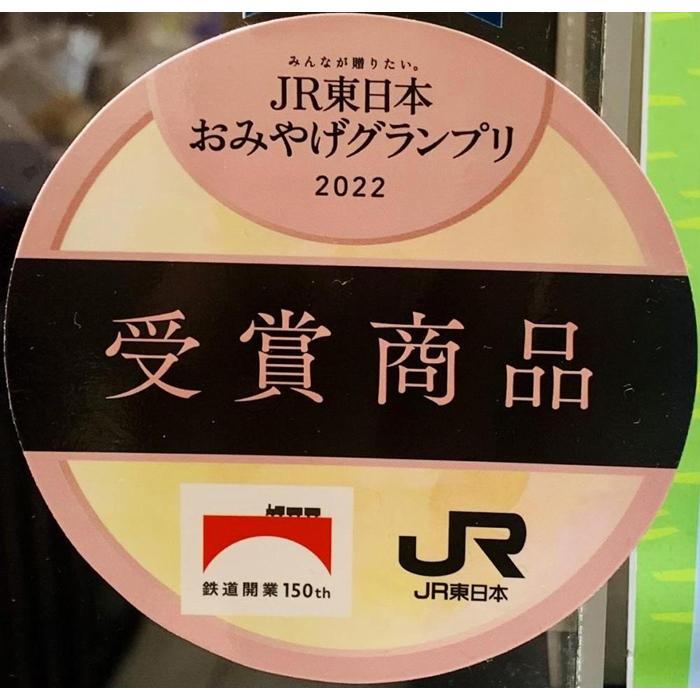 みんなが贈りたい。
JR東日本
おみやげグランプリ
2022
受賞商品
鉄道開業150th
JR
JR東日本